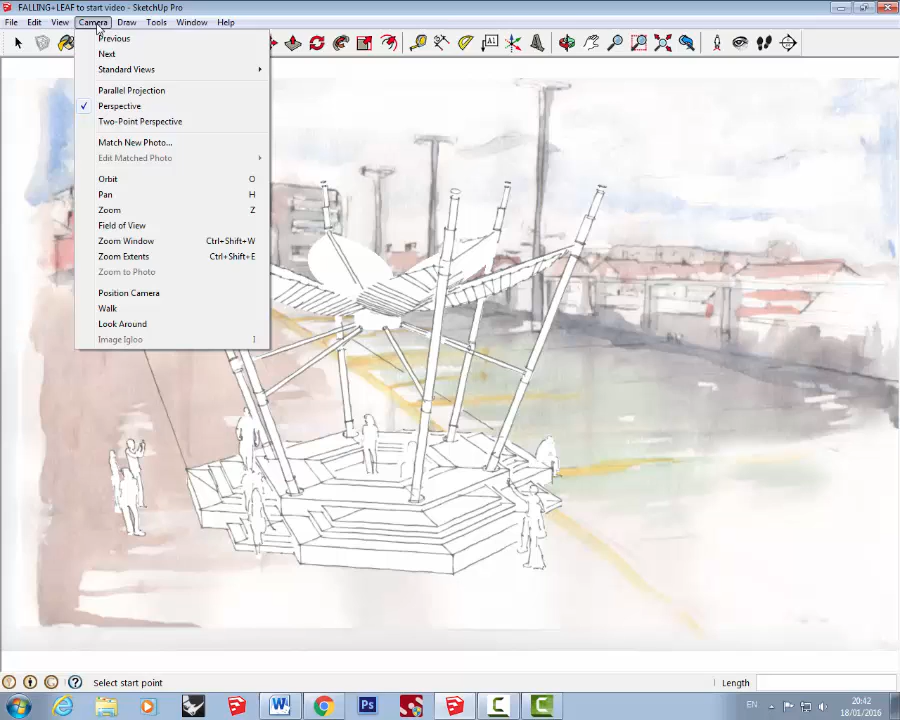 FALLING+LEAF to start video - SketchUp Pro
File Edit View Camera Draw Tools Window Help
Previous
Next
Standard Views
Parallel Projection
Perspective
Two-Point Perspective
Match New Photo...
Edit Matched Photo
Orbit O
Pan H
Zoom Z
Field of View
Zoom Window Ctrl+Shift+W
Zoom Extents Ctrl+Shift+E
Zoom to Photo
Position Camera
Walk
Look Around
Image Igloo I
Select start point Length
EN 20:42
18/01/2016